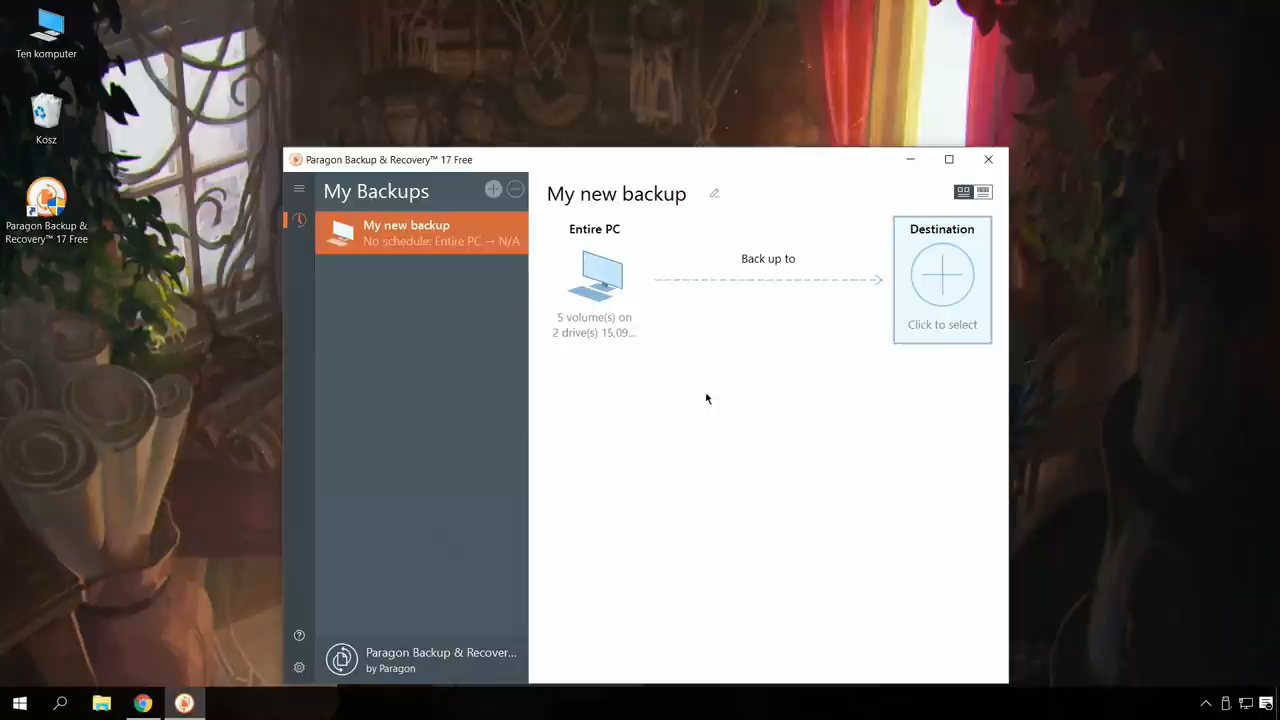 Ten komputer
Kosz
Paragon Backup &
Recovery™ 17 Free
Paragon Backup & Recovery™ 17 Free
My Backups
My new backup
No schedule: Entire PC → N/A
Paragon Backup & Recover...
by Paragon
My new backup
Entire PC
5 volume(s) on
2 drive(s) 15,09...
Back up to
Destination
Click to select